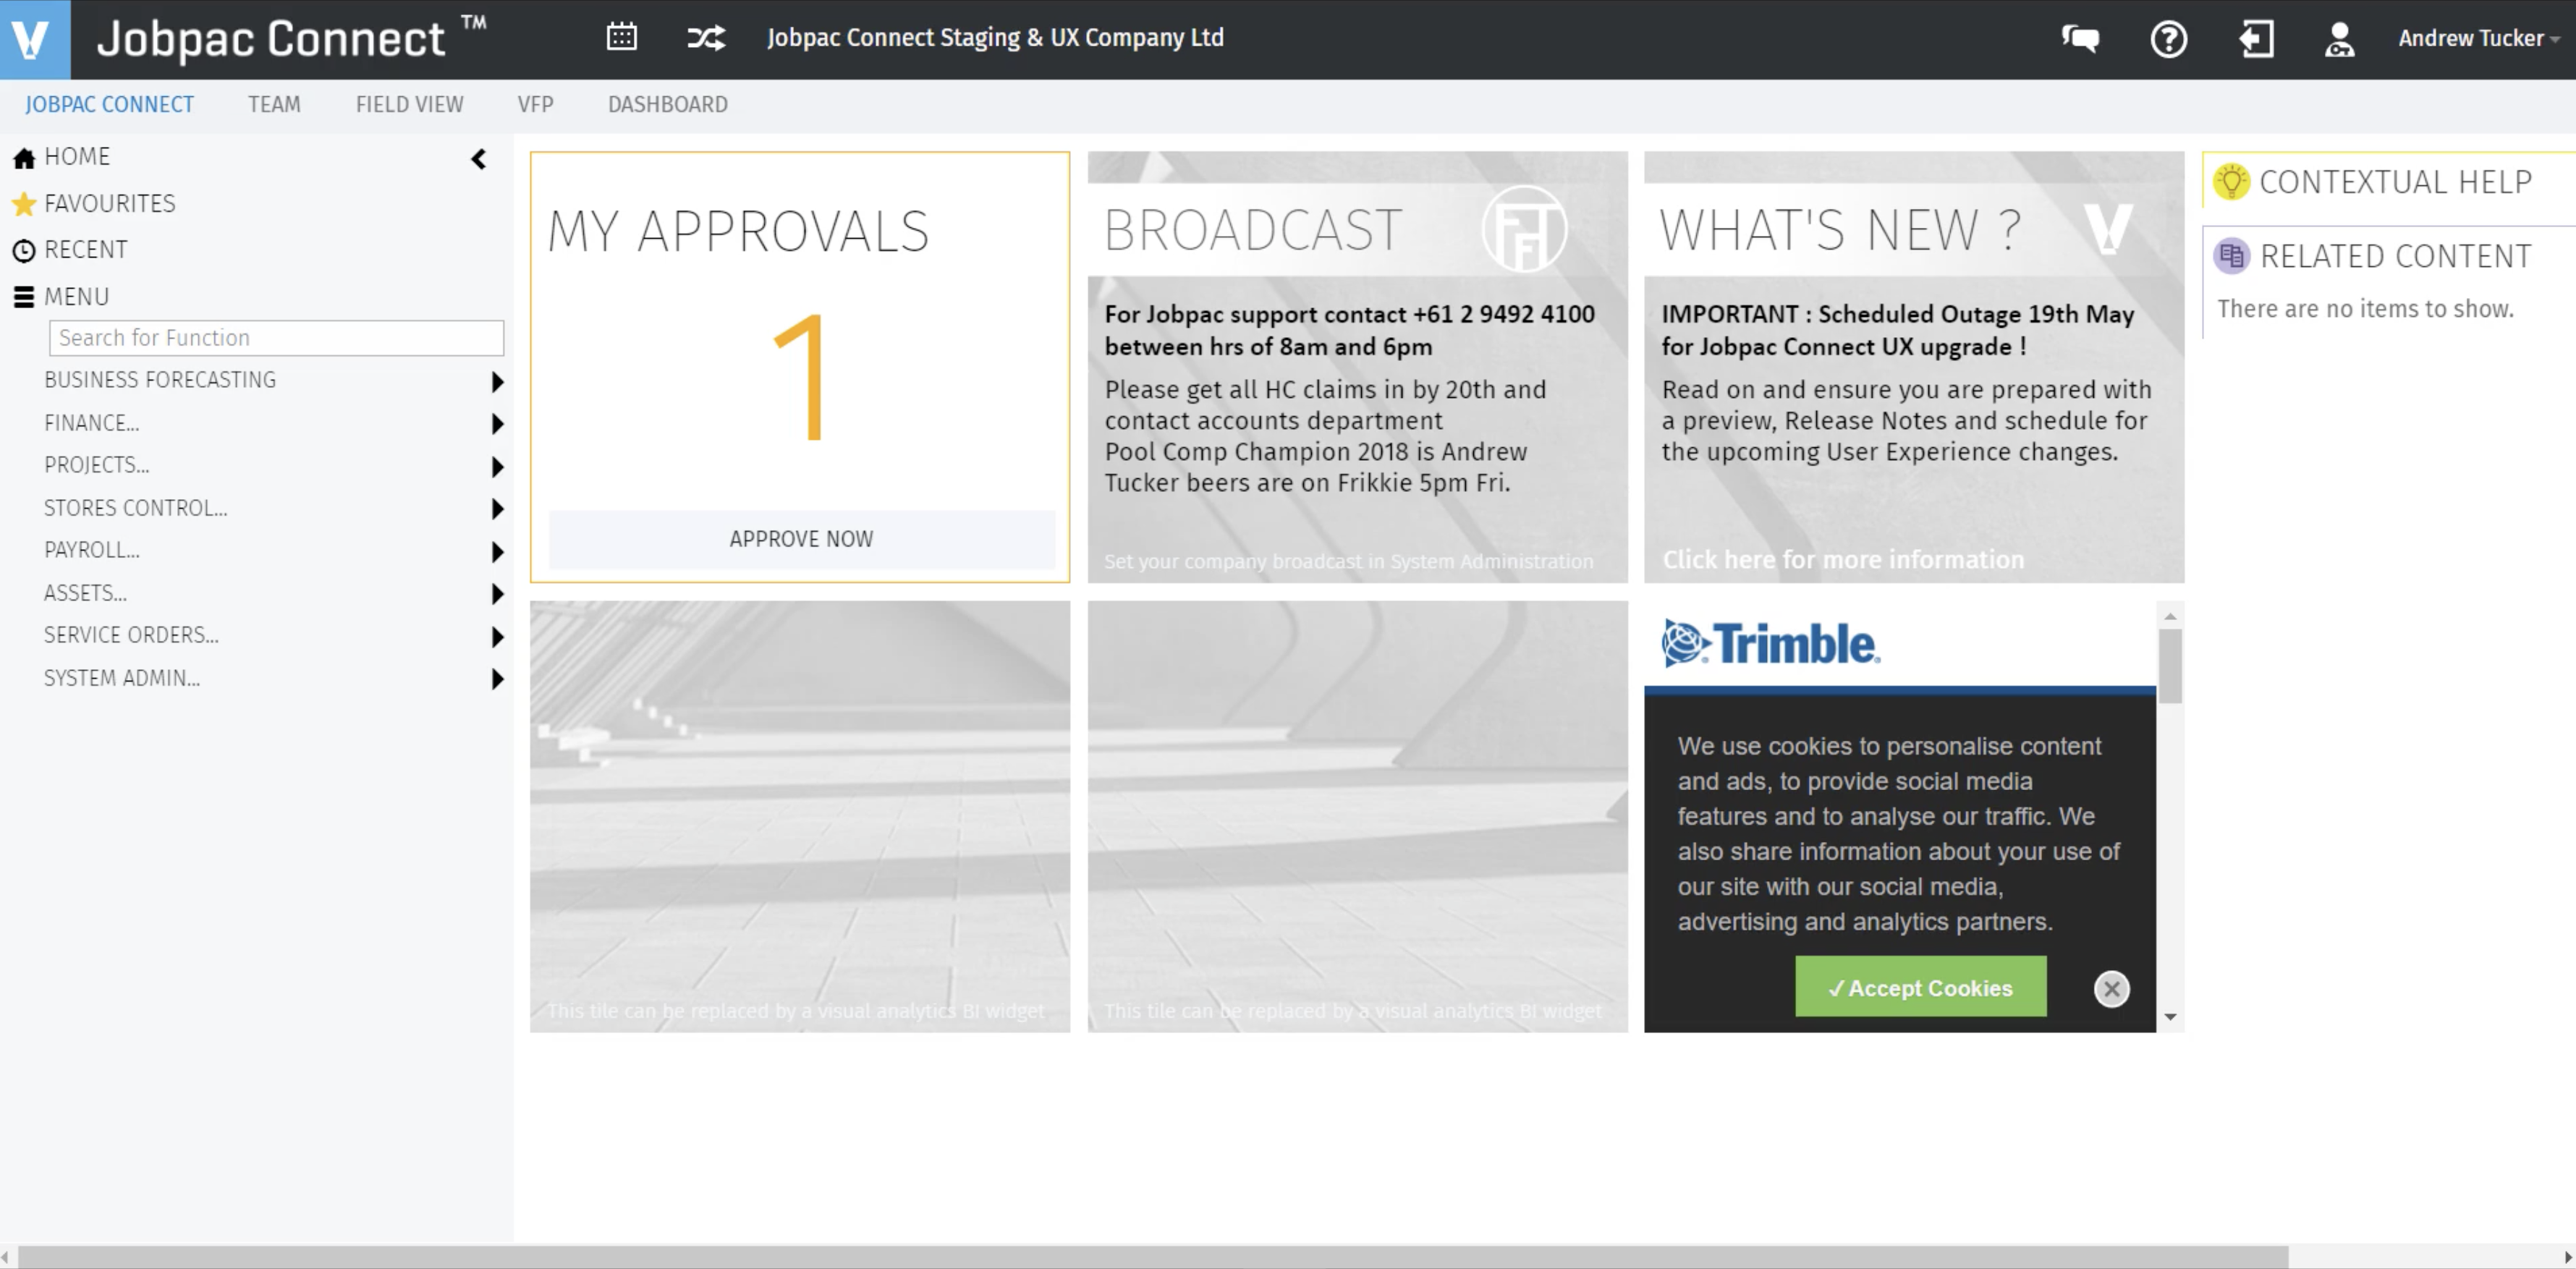 Jobpac Connect ™
Jobpac Connect Staging & UX Company Ltd
Andrew Tucker
JOBPAC CONNECT
TEAM
FIELD VIEW
VFP
DASHBOARD
HOME
FAVOURITES
RECENT
MENU
Search for Function
BUSINESS FORECASTING
FINANCE...
PROJECTS...
STORES CONTROL...
PAYROLL...
ASSETS...
SERVICE ORDERS...
SYSTEM ADMIN...
MY APPROVALS
1
APPROVE NOW
BROADCAST
For Jobpac support contact +61 2 9492 4100
between hrs of 8am and 6pm
Please get all HC claims in by 20th and
contact accounts department
Pool Comp Champion 2018 is Andrew
Tucker beers are on Frikkie 5pm Fri.
Set your company broadcast in System Administration
WHAT'S NEW ?
IMPORTANT : Scheduled Outage 19th May
for Jobpac Connect UX upgrade !
Read on and ensure you are prepared with
a preview, Release Notes and schedule for
the upcoming User Experience changes.
Click here for more information
This tile can be replaced by a visual analytics BI widget
This tile can be replaced by a visual analytics BI widget
Trimble
We use cookies to personalise content
and ads, to provide social media
features and to analyse our traffic. We
also share information about your use of
our site with our social media,
advertising and analytics partners.
✓ Accept Cookies
CONTEXTUAL HELP
RELATED CONTENT
There are no items to show.